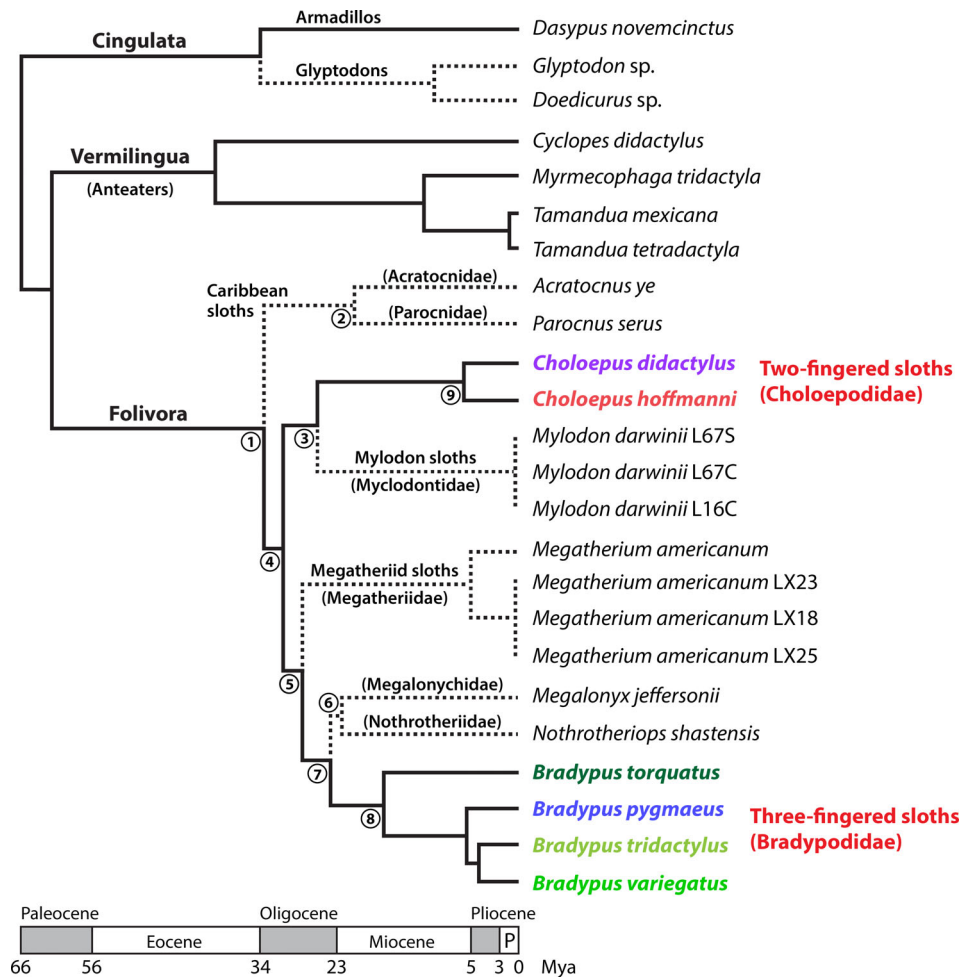 Armadillos
Cingulata
Dasypus novemcinctus
Glyptodons
Glyptodon sp.
Doedicurus sp.
Cyclopes didactylus
Vermilingua
(Anteaters)
Myrmecophaga tridactyla
Tamandua mexicana
Tamandua tetradactyla
Caribbean
sloths
(Acratocnidae)
Acratocnus ye
2
(Parocnidae)
Parocnus serus
Choloepus didactylus
Two-fingered sloths
(Choloepodidae)
9
Choloepus hoffmanni
Folivora
1
3
Mylodon darwinii L67S
Mylodon sloths
(Myclodontidae)
Mylodon darwinii L67C
Mylodon darwinii L16C
4
Megatherium americanum
Megatheriid sloths
(Megatheriidae)
Megatherium americanum LX23
Megatherium americanum LX18
Megatherium americanum LX25
5
(Megalonychidae)
Megalonyx jeffersonii
6
(Nothrotheriidae)
Nothrotheriops shastensis
7
Bradypus torquatus
8
Bradypus pygmaeus
Three-fingered sloths
(Bradypodidae)
Bradypus tridactylus
Bradypus variegatus
Paleocene Oligocene Pliocene
Eocene Miocene P
66 56 34 23 5 3 0 Mya